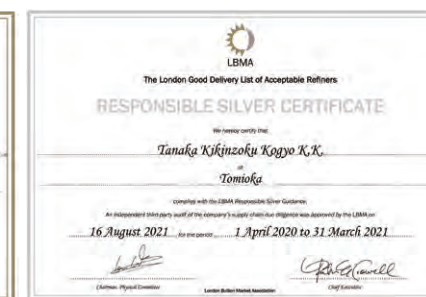 LBMA
The London Good Delivery List of Acceptable Refiners
RESPONSIBLE SILVER CERTIFICATE
We hereby certify that
Tanaka Kikinzoku Kogyo K.K.
at
Tomioka
complies with the LBMA Responsible Silver Guidance.
An independent third party audit of the company's supply chain due diligence was approved by the LBMA on
16 August 2021 for the period 1 April 2020 to 31 March 2021
Chairman, Physical Committee
Chief Executive
London Bullion Market Association